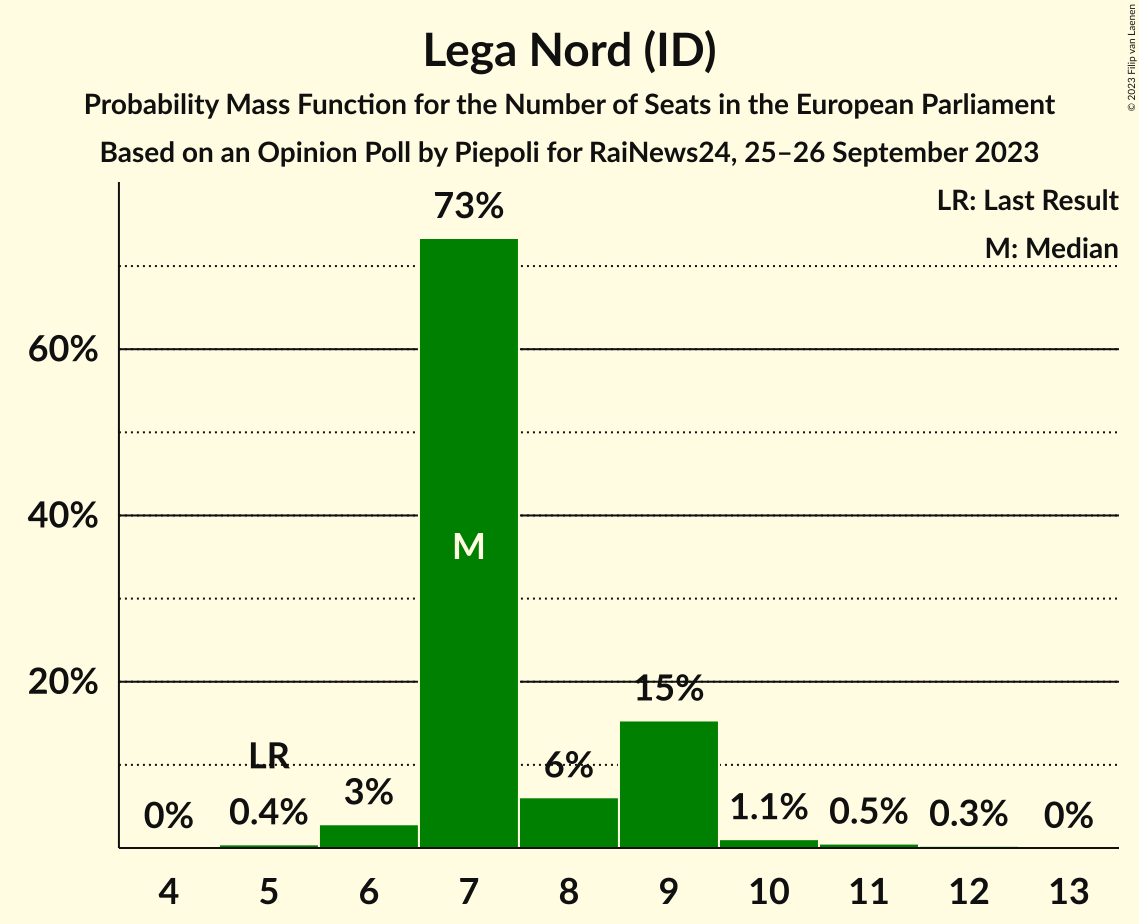 Lega Nord (ID)
Probability Mass Function for the Number of Seats in the European Parliament
Based on an Opinion Poll by Piepoli for RaiNews24, 25–26 September 2023
© 2023 Filip van Laenen
LR: Last Result
M: Median
73%
60%
40%
M
20%
15%
LR
6%
0%
0.4%
3%
1.1%
0.5%
0.3%
0%
4 5 6 7 8 9 10 11 12 13